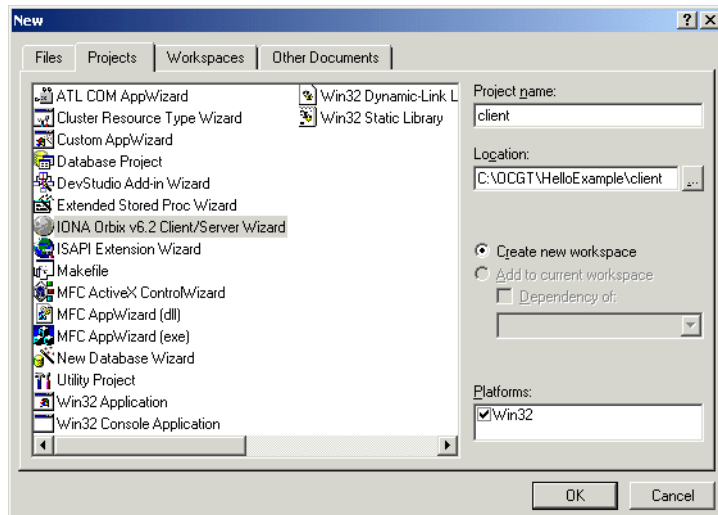 New
Files
Projects
Workspaces
Other Documents
ATL COM AppWizard
Cluster Resource Type Wizard
Custom AppWizard
Database Project
DevStudio Add-in Wizard
Extended Stored Proc Wizard
IONA Orbix v6.2 Client/Server Wizard
ISAPI Extension Wizard
Makefile
MFC ActiveX ControlWizard
MFC AppWizard (dll)
MFC AppWizard (exe)
New Database Wizard
Utility Project
Win32 Application
Win32 Console Application
Win32 Dynamic-Link L
Win32 Static Library
Project name:
client
Location:
C:\OCGT\HelloExample\client
...
Create new workspace
Add to current workspace
Dependency of:
Platforms:
Win32
OK
Cancel